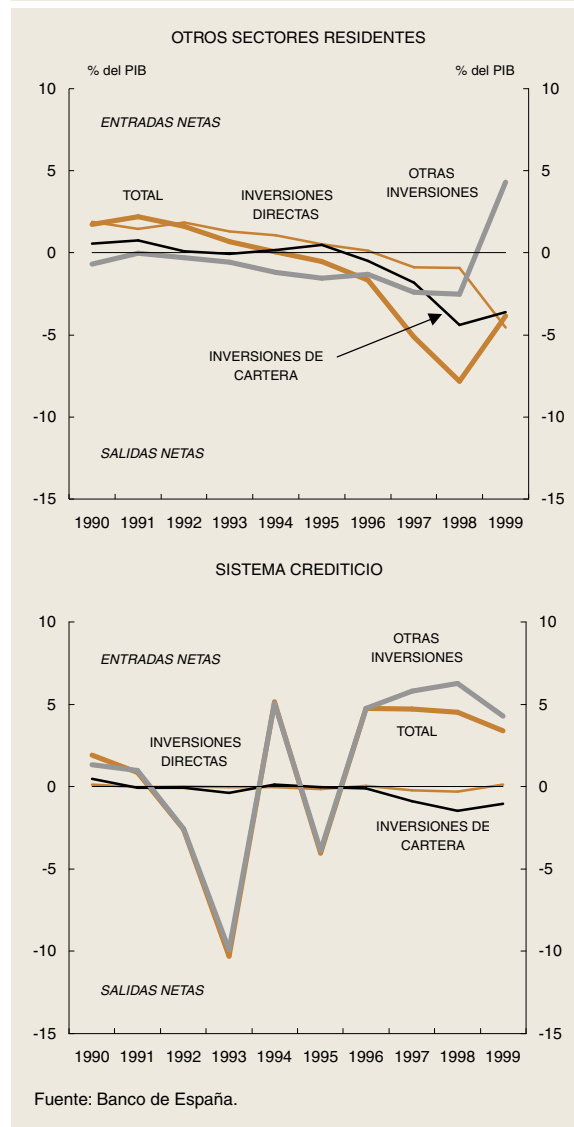 OTROS SECTORES RESIDENTES
% del PIB % del PIB
10 10
ENTRADAS NETAS
OTRAS
INVERSIONES
5 5
TOTAL
INVERSIONES
DIRECTAS
0 0
-5 -5
INVERSIONES DE
CARTERA
-10 -10
SALIDAS NETAS
-15 -15
1990 1991 1992 1993 1994 1995 1996 1997 1998 1999
SISTEMA CREDITICIO
10 10
OTRAS
INVERSIONES
ENTRADAS NETAS
5 5
TOTAL
INVERSIONES
DIRECTAS
0 0
INVERSIONES DE
CARTERA
-5 -5
-10 -10
SALIDAS NETAS
-15 -15
1990 1991 1992 1993 1994 1995 1996 1997 1998 1999
Fuente: Banco de España.